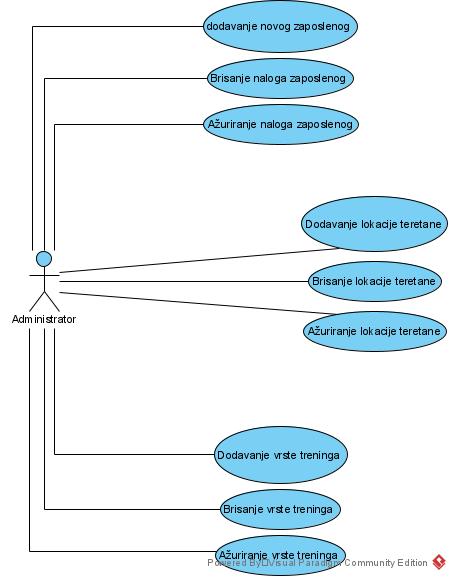 dodavanje novog zaposlenog
Brisanje naloga zaposlenog
Ažuriranje naloga zaposlenog
Dodavanje lokacije teretane
Brisanje lokacije teretane
Ažuriranje lokacije teretane
Administrator
Dodavanje vrste treninga
Brisanje vrste treninga
Ažuriranje vrste treninga
Powered By Visual Paradigm Community Edition